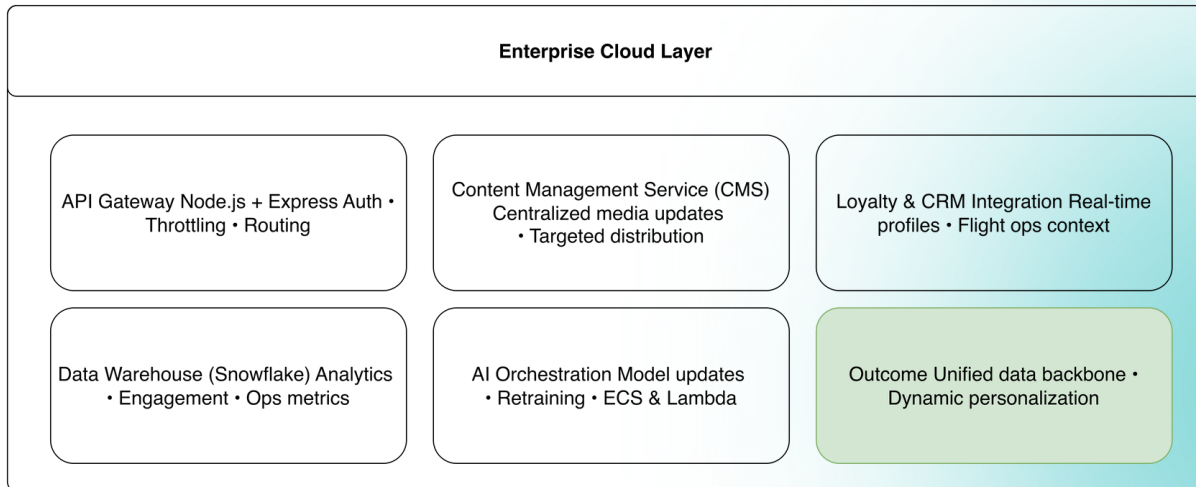 Enterprise Cloud Layer
API Gateway Node.js + Express Auth •
Throttling • Routing
Content Management Service (CMS)
Centralized media updates
• Targeted distribution
Loyalty & CRM Integration Real-time
profiles • Flight ops context
Data Warehouse (Snowflake) Analytics
• Engagement • Ops metrics
AI Orchestration Model updates
• Retraining • ECS & Lambda
Outcome Unified data backbone •
Dynamic personalization